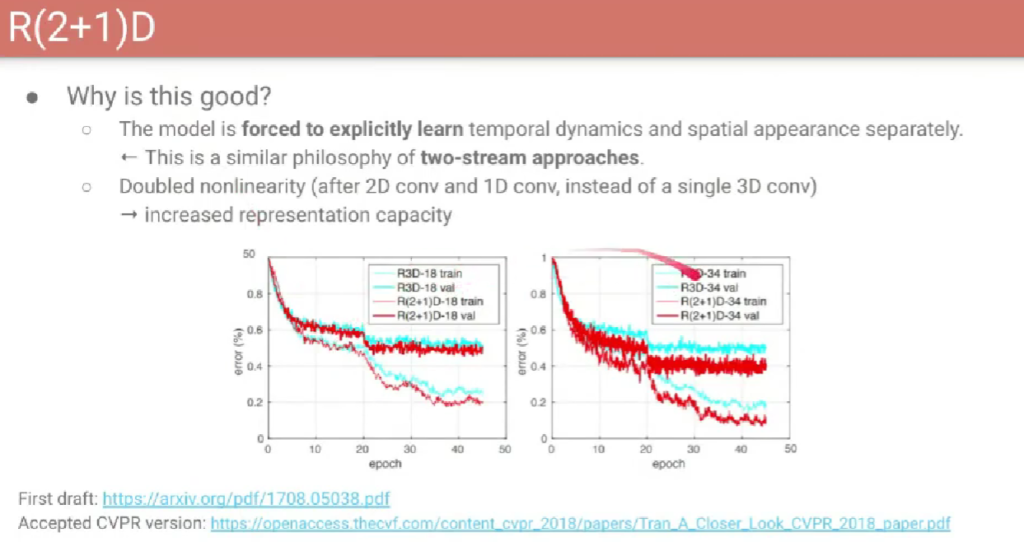 R(2+1)D
● Why is this good?
○ The model is forced to explicitly learn temporal dynamics and spatial appearance separately.
← This is a similar philosophy of two-stream approaches.
○ Doubled nonlinearity (after 2D conv and 1D conv, instead of a single 3D conv)
→ increased representation capacity
50
0.8
0.6
0.4
0.2
0
error (%)
R3D-18 train
R3D-18 val
R(2+1)D-18 train
R(2+1)D-18 val
0 10 20 30 40 50
epoch
1
0.8
0.6
0.4
0.2
0
error (%)
R3D-34 train
R3D-34 val
R(2+1)D-34 train
R(2+1)D-34 val
0 10 20 30 40 50
epoch
First draft: https://arxiv.org/pdf/1708.05038.pdf
Accepted CVPR version: https://openaccess.thecvf.com/content_cvpr_2018/papers/Tran_A_Closer_Look_CVPR_2018_paper.pdf